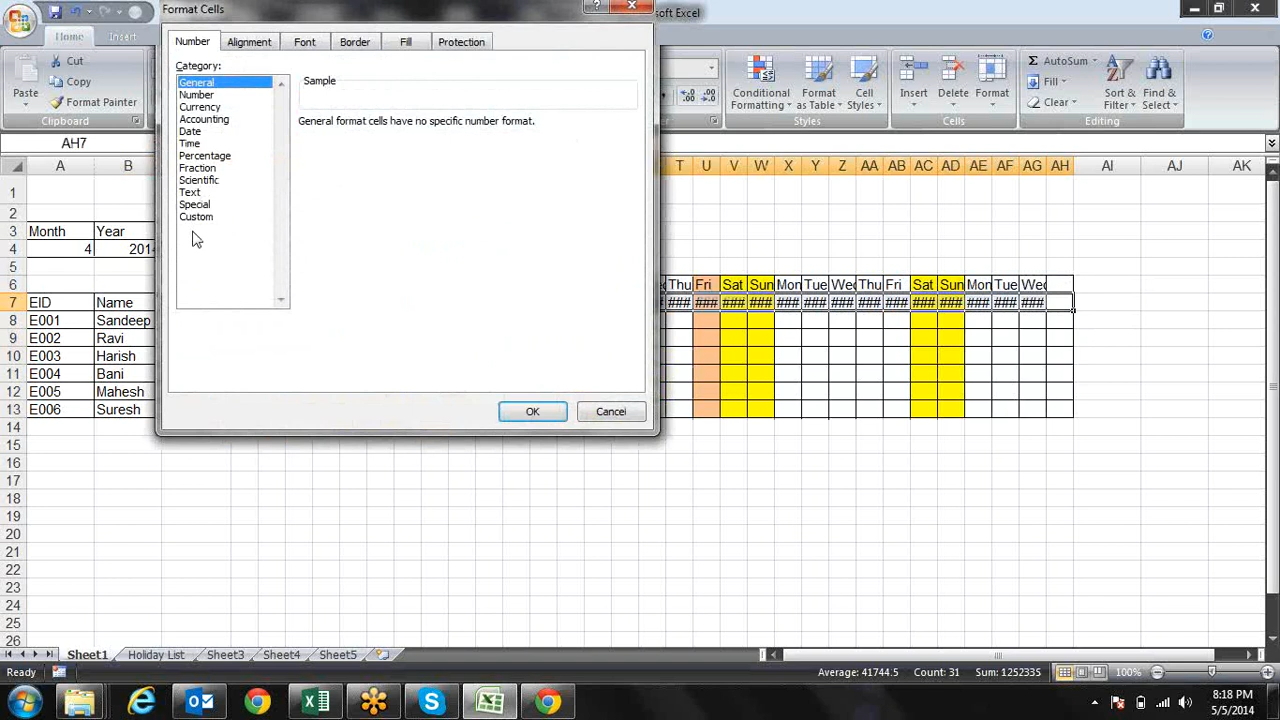 Format Cells
osoft Excel
Home Insert
Cut
Copy
Format Painter
Paste
Clipboard
Number Alignment Font Border Fill Protection
Category:
General
Number
Currency
Accounting
Date
Time
Percentage
Fraction
Scientific
Text
Special
Custom
Sample
General format cells have no specific number format.
OK Cancel
Conditional Formatting
Format as Table
Cell Styles
Styles
Insert Delete Format
Cells
AutoSum
Fill
Clear
Sort & Filter
Find & Select
Editing
AH7
A B T U V W X Y Z AA AB AC AD AE AF AG AH AI AJ AK
1
2
3 Month Year
4 4 2014
5
6 Thu Fri Sat Sun Mon Tue Wed Thu Fri Sat Sun Mon Tue Wed
7 EID Name ### ### ### ### ### ### ### ### ### ### ### ### ### ###
8 E001 Sandeep
9 E002 Ravi
10 E003 Harish
11 E004 Bani
12 E005 Mahesh
13 E006 Suresh
14
15
16
17
18
19
20
21
22
23
24
25
26
Sheet1 Holiday List Sheet3 Sheet4 Sheet5
Ready Average: 41744.5 Count: 31 Sum: 1252335 100%
8:18 PM
5/5/2014